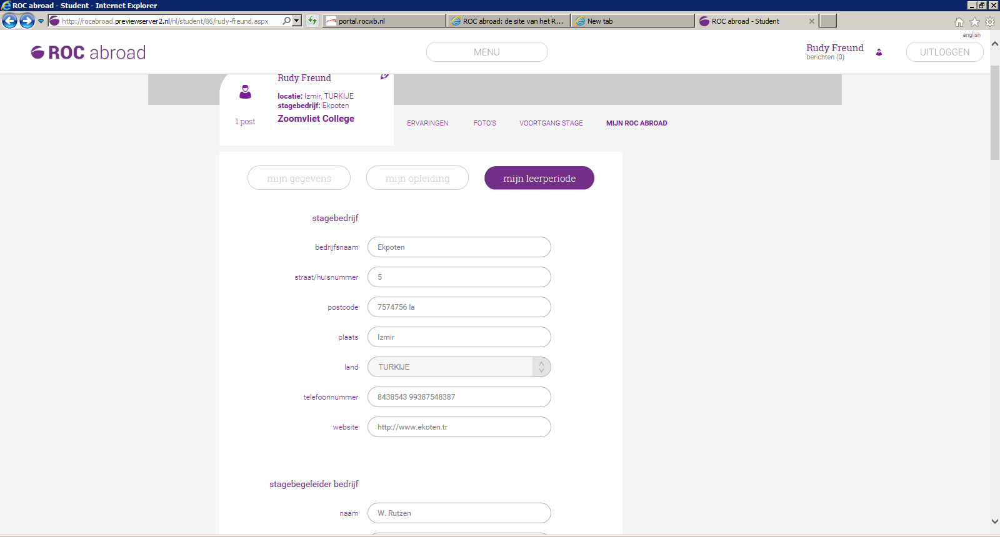 ROC abroad - Student - Internet Explorer
http://rocabroad.previewserver2.nl/nl/student/86/rudy-freund.aspx
portal.rocwb.nl
ROC abroad: de site van het R...
New tab
ROC abroad - Student
english
ROC abroad
MENU
Rudy Freund
berichten (0)
UITLOGGEN
Rudy Freund
locatie: Izmir, TURKIJE
stagebedrijf: Ekpoten
1 post
Zoomvliet College
ERVARINGEN
FOTO'S
VOORTGANG STAGE
MIJN ROC ABROAD
mijn gegevens
mijn opleiding
mijn leerperiode
stagebedrijf
bedrijfsnaam
Ekpoten
straat/huisnummer
5
postcode
7574756 la
plaats
Izmir
land
TURKIJE
telefoonnummer
8438543 99387548387
website
http://www.ekoten.tr
stagebegeleider bedrijf
naam
W. Rutzen